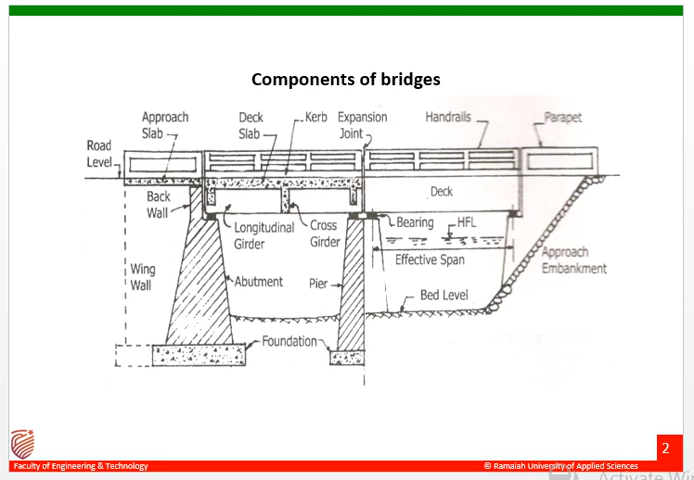 Components of bridges
Approach
Slab
Deck
Slab
Kerb
Expansion
Joint
Handrails
Parapet
Road
Level
Back
Wall
Deck
Longitudinal
Girder
Cross
Girder
Bearing
HFL
Effective Span
Approach
Embankment
Wing
Wall
Abutment
Pier
Bed Level
Foundation
2
Faculty of Engineering & Technology
© Ramaiah University of Applied Sciences
Activate Win